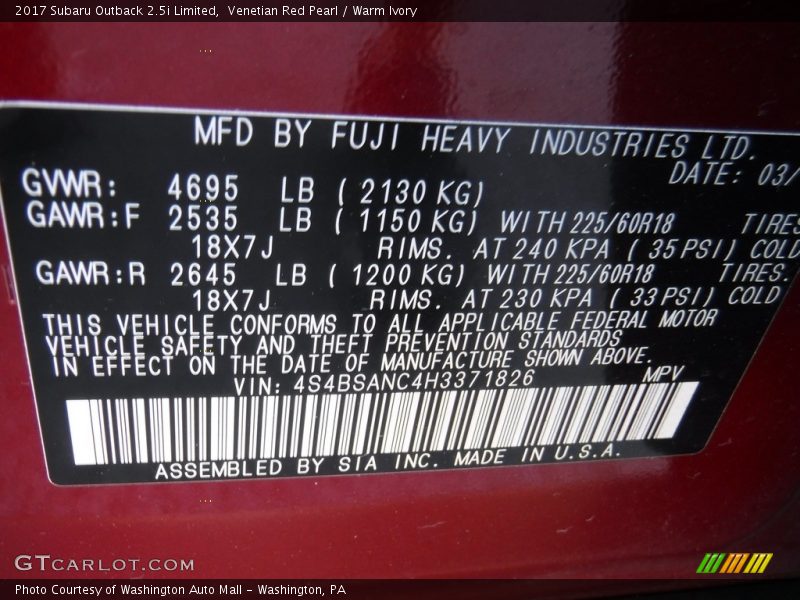 2017 Subaru Outback 2.5i Limited, Venetian Red Pearl / Warm Ivory
MFD BY FUJI HEAVY INDUSTRIES LTD.
DATE: 03/
GVWR: 4695 LB (2130 KG)
GAWR:F 2535 LB (1150 KG) WITH 225/60R18 TIRES
18X7J RIMS. AT 240 KPA (35 PSI) COLD
GAWR:R 2645 LB (1200 KG) WITH 225/60R18 TIRES.
18X7J RIMS. AT 230 KPA (33 PSI) COLD
THIS VEHICLE CONFORMS TO ALL APPLICABLE FEDERAL MOTOR
VEHICLE SAFETY AND THEFT PREVENTION STANDARDS
IN EFFECT ON THE DATE OF MANUFACTURE SHOWN ABOVE.
VIN: 4S4BSANC4H3371826 MPV
ASSEMBLED BY SIA INC. MADE IN U.S.A.
GTCARLOT.COM
Photo Courtesy of Washington Auto Mall - Washington, PA